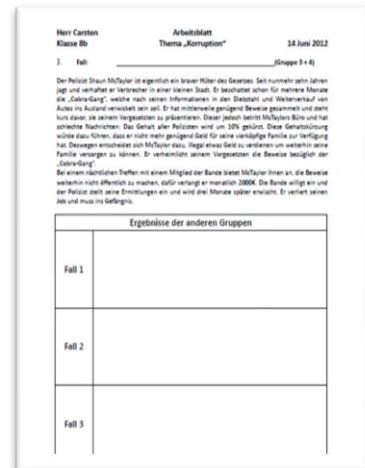 Herr Carsten Arbeitsblatt
Klasse 8b Thema „Korruption“ 14 Juni 2012
3. Fall: (Gruppe 3 + 4)
Der Polizist Shaun McTaylor ist eigentlich ein braver Hüter des Gesetzes. Seit nunmehr zehn Jahren
jagt und verhaftet er Verbrecher in einer kleinen Stadt. Er beschattet schon für mehrere Monate
die „Cobra-Gang“, welche nach seinen Informationen in den Diebstahl und Weiterverkauf von
Autos ins Ausland verwickelt sein soll. Er hat mittlerweile genügend Beweise gesammelt und steht
kurz davor, sie seinem Vorgesetzten zu präsentieren. Dieser jedoch betritt McTaylors Büro und hat
schlechte Nachrichten: Das Gehalt aller Polizisten wird um 10% gekürzt. Diese Gehaltskürzung
würde dazu führen, dass er nicht mehr genügend Geld für seine vierköpfige Familie zur Verfügung
hat. Deswegen entscheidet sich McTaylor dazu, illegal etwas Geld zu verdienen um weiterhin seine
Familie versorgen zu können. Er verheimlicht seinem Vorgesetzten die Beweise bezüglich der
„Cobra-Gang“.
Bei einem nächtlichen Treffen mit einem Mitglied der Bande bietet McTaylor ihnen an, die Beweise
weiterhin nicht öffentlich zu machen, dafür verlangt er monatlich 2000€. Die Bande willigt ein und
der Polizist stellt seine Ermittlungen ein und wird drei Monate später erwischt. Er verliert seinen
Job und muss ins Gefängnis.
Ergebnisse der anderen Gruppen
Fall 1
Fall 2
Fall 3